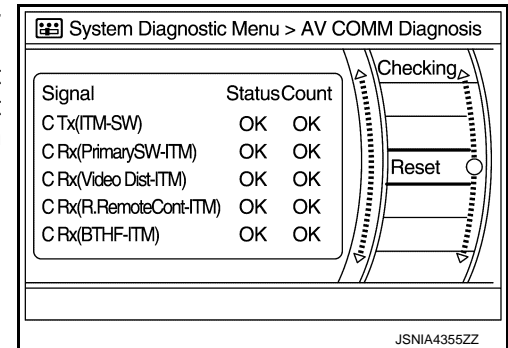 System Diagnostic Menu > AV COMM Diagnosis
Checking
Signal Status Count
C Tx(ITM-SW) OK OK
C Rx(PrimarySW-ITM) OK OK
C Rx(Video Dist-ITM) OK OK
C Rx(R.RemoteCont-ITM) OK OK
C Rx(BTHF-ITM) OK OK
Reset
JSNIA4355ZZ